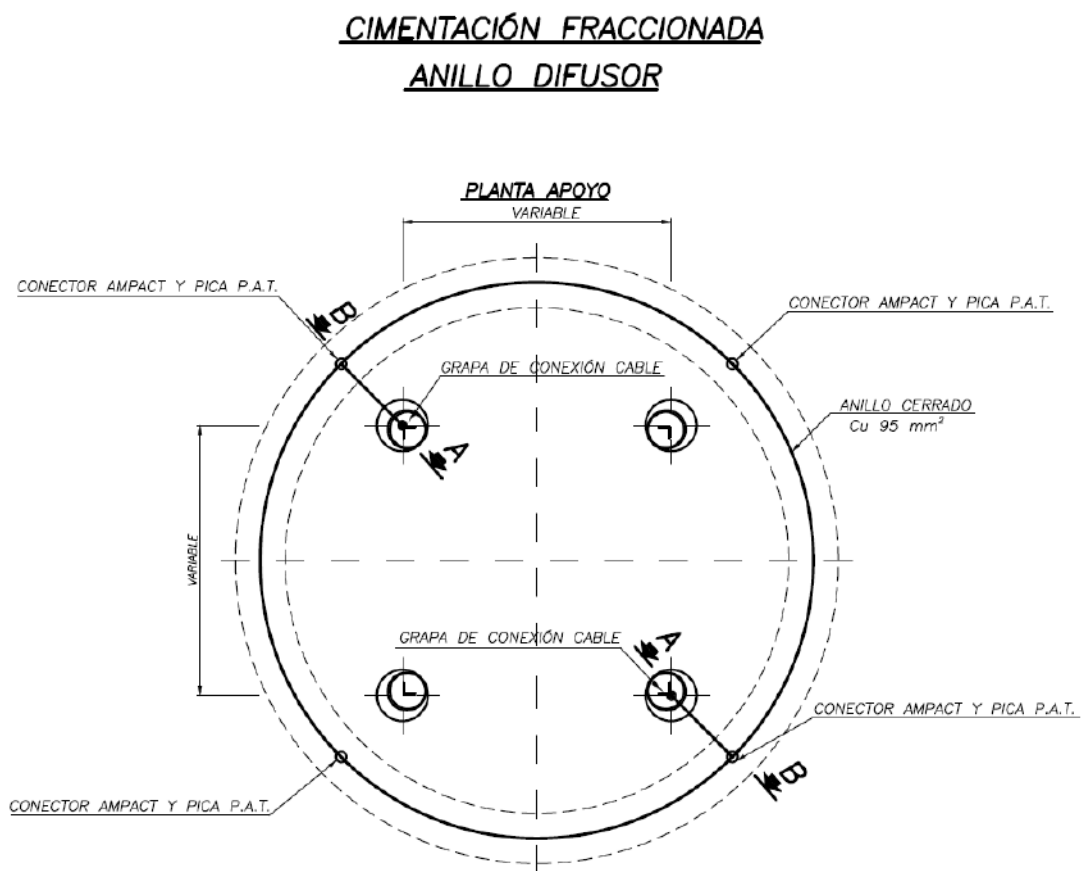 CIMENTACIÓN FRACCIONADA
ANILLO DIFUSOR
PLANTA APOYO
VARIABLE
CONECTOR AMPACT Y PICA P.A.T.
CONECTOR AMPACT Y PICA P.A.T.
B
GRAPA DE CONEXIÓN CABLE
ANILLO CERRADO
Cu 95 mm²
A
VARIABLE
GRAPA DE CONEXIÓN CABLE
A
CONECTOR AMPACT Y PICA P.A.T.
B
CONECTOR AMPACT Y PICA P.A.T.